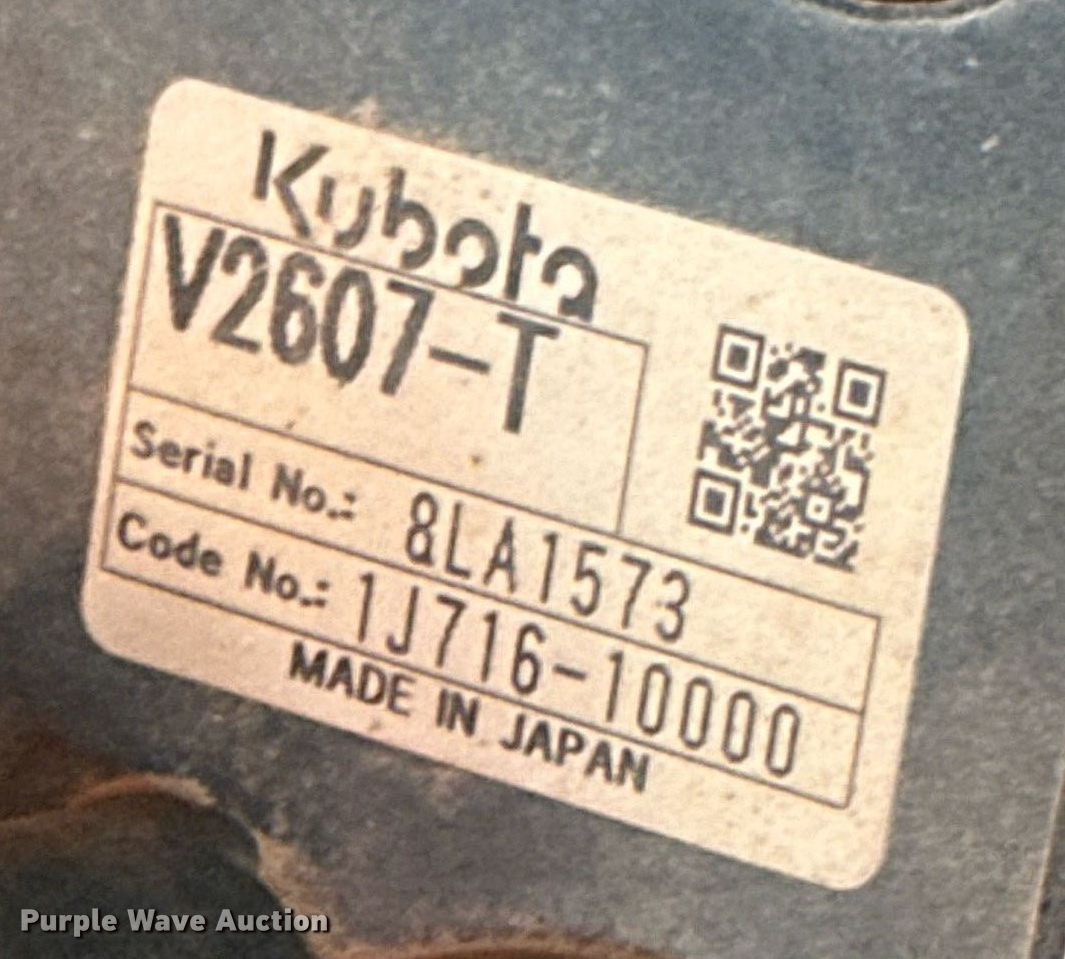 Kubota
V2607-T
Serial No.: 8LA1573
Code No.: 1J716-10000
MADE IN JAPAN
Purple Wave Auction